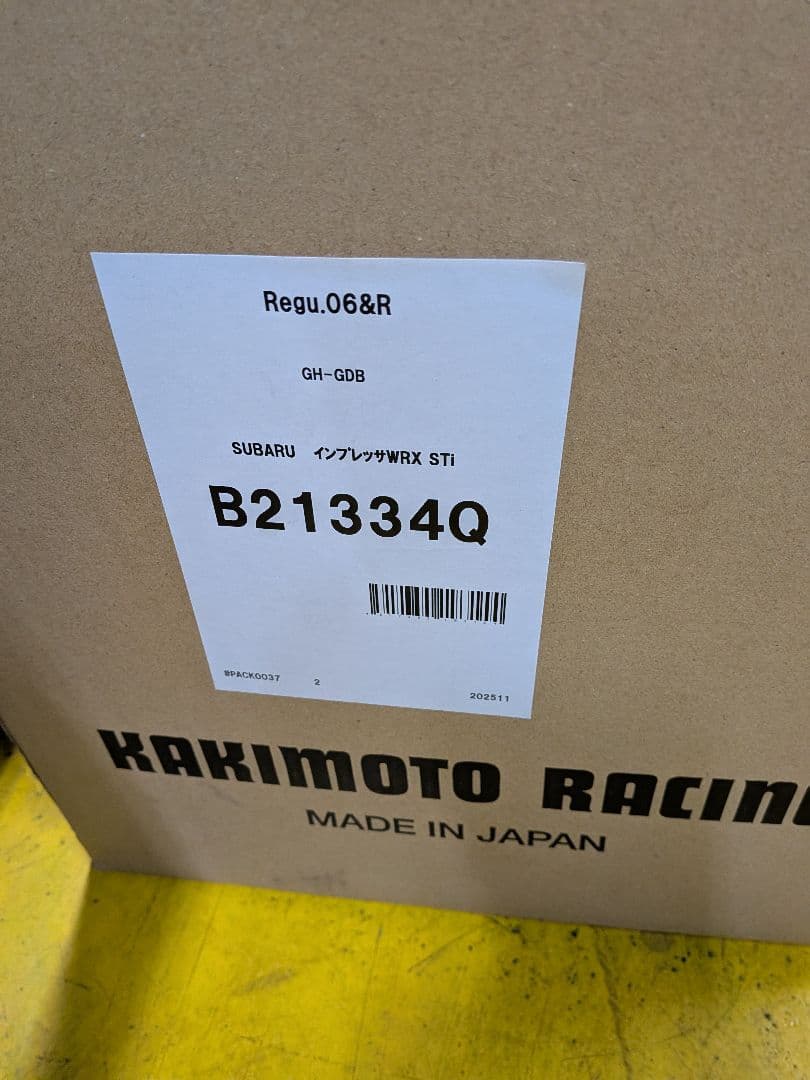 Regu.06&R
GH-GDB
SUBARU インプレッサWRX STi
B21334Q
#PACK0037 2 202511
KAKIMOTO RACING
MADE IN JAPAN